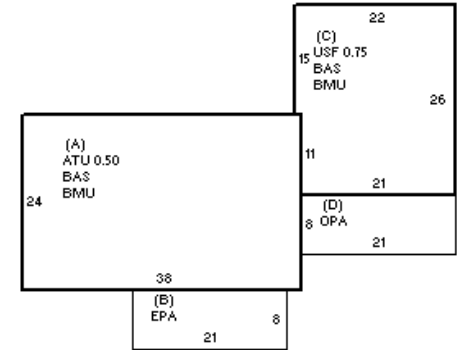 22
(C)
15 USF 0.75
BAS
BMU
26
(A)
ATU 0.50
BAS
BMU
11
21
24
(D)
8 OPA
21
38
(B)
EPA
8
21